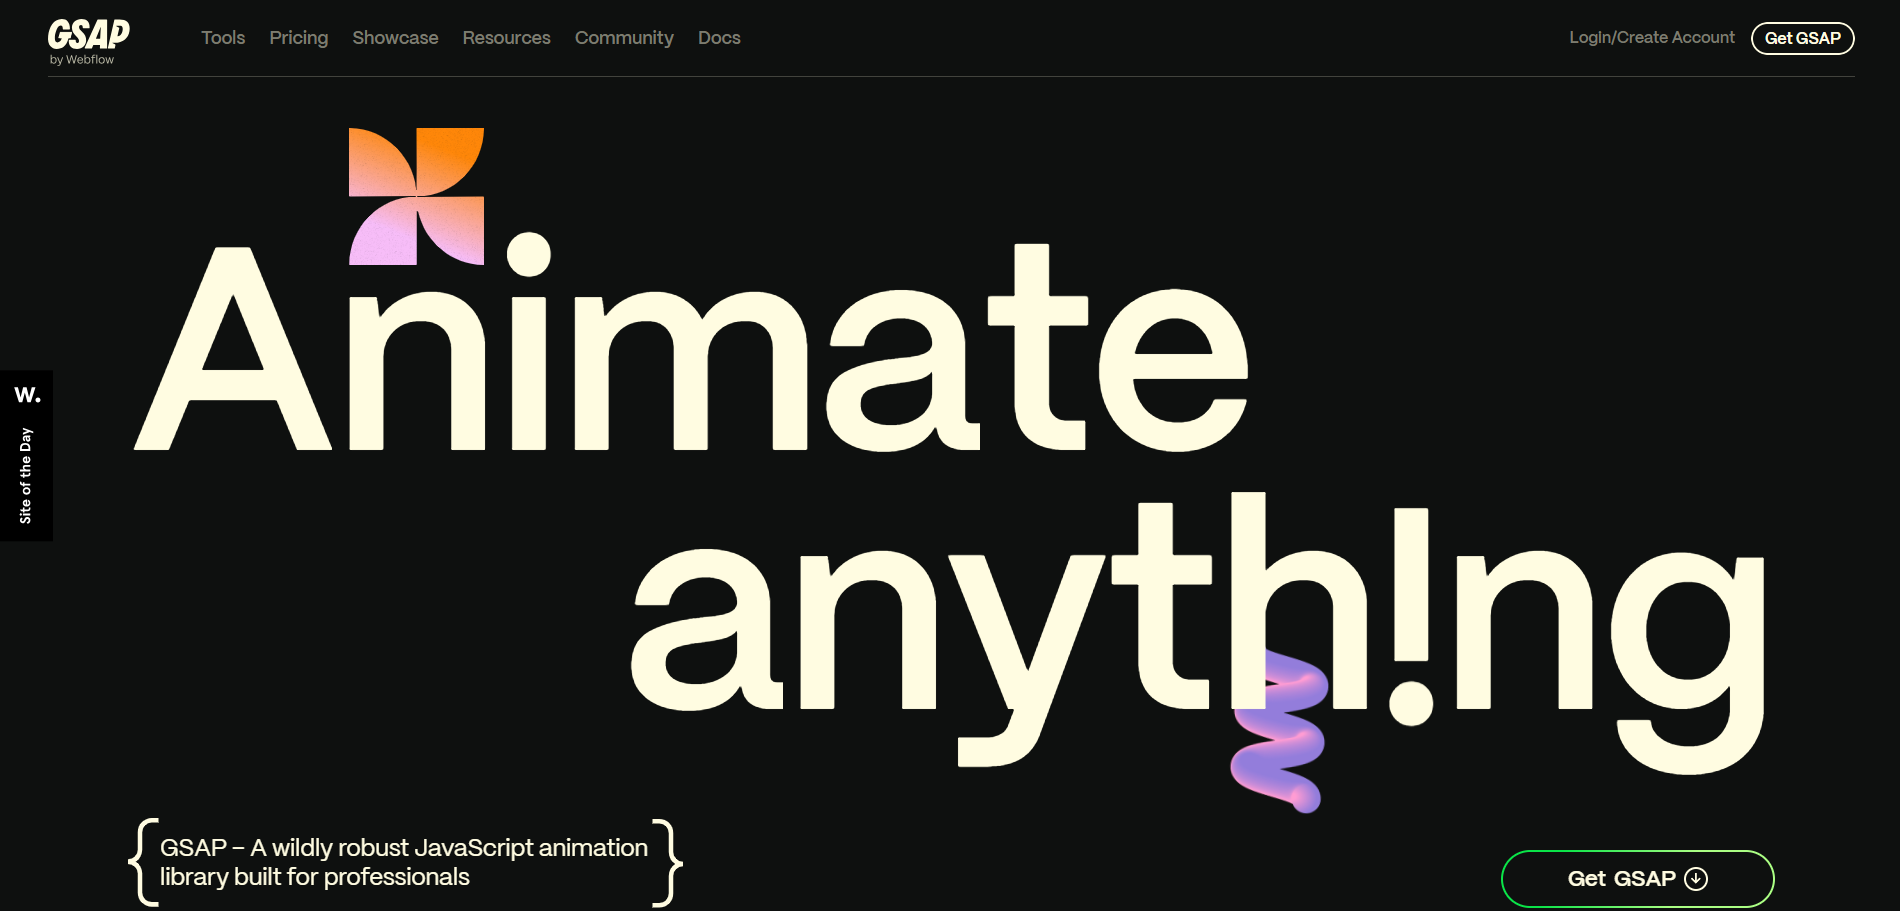 GSAP
by Webflow
Tools Pricing Showcase Resources Community Docs
Login/Create Account
Get GSAP
Animate
anyth!ng
W.
Site of the Day
{ GSAP – A wildly robust JavaScript animation
library built for professionals }
Get GSAP